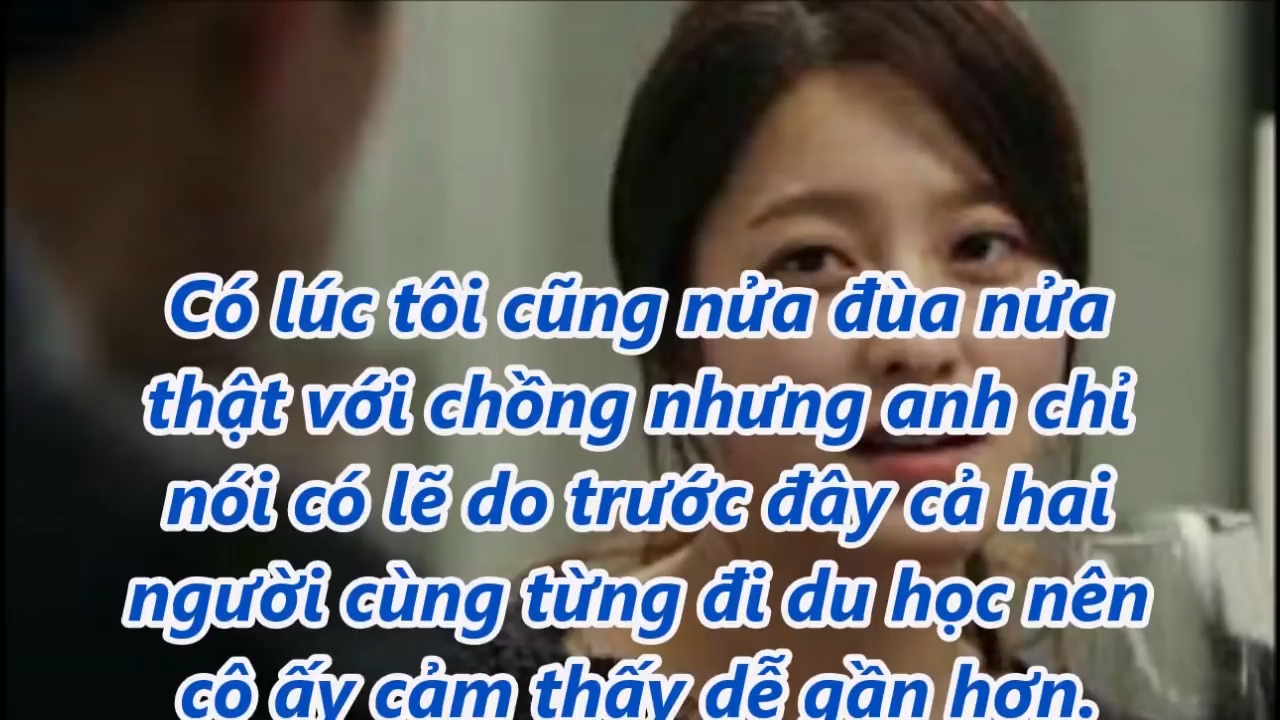 Có lúc tôi cũng nửa đùa nửa
thật với chồng nhưng anh chỉ
nói có lẽ do trước đây cả hai
người cùng từng đi du học nên
cô ấy cảm thấy dễ gần hơn.